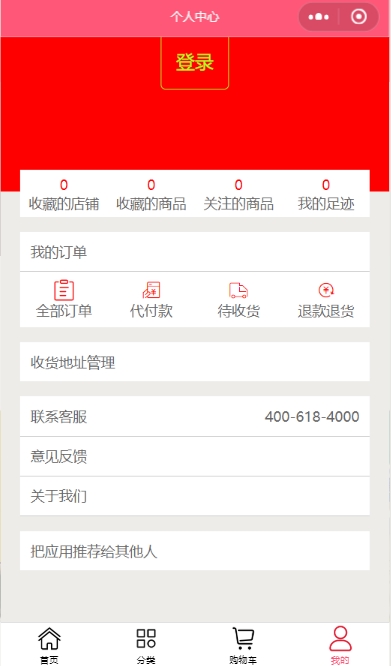 个人中心
登录
0 0 0 0
收藏的店铺 收藏的商品 关注的商品 我的足迹
我的订单
全部订单 代付款 待收货 退款退货
收货地址管理
联系客服 400-618-4000
意见反馈
关于我们
把应用推荐给其他人
首页 分类 购物车 我的